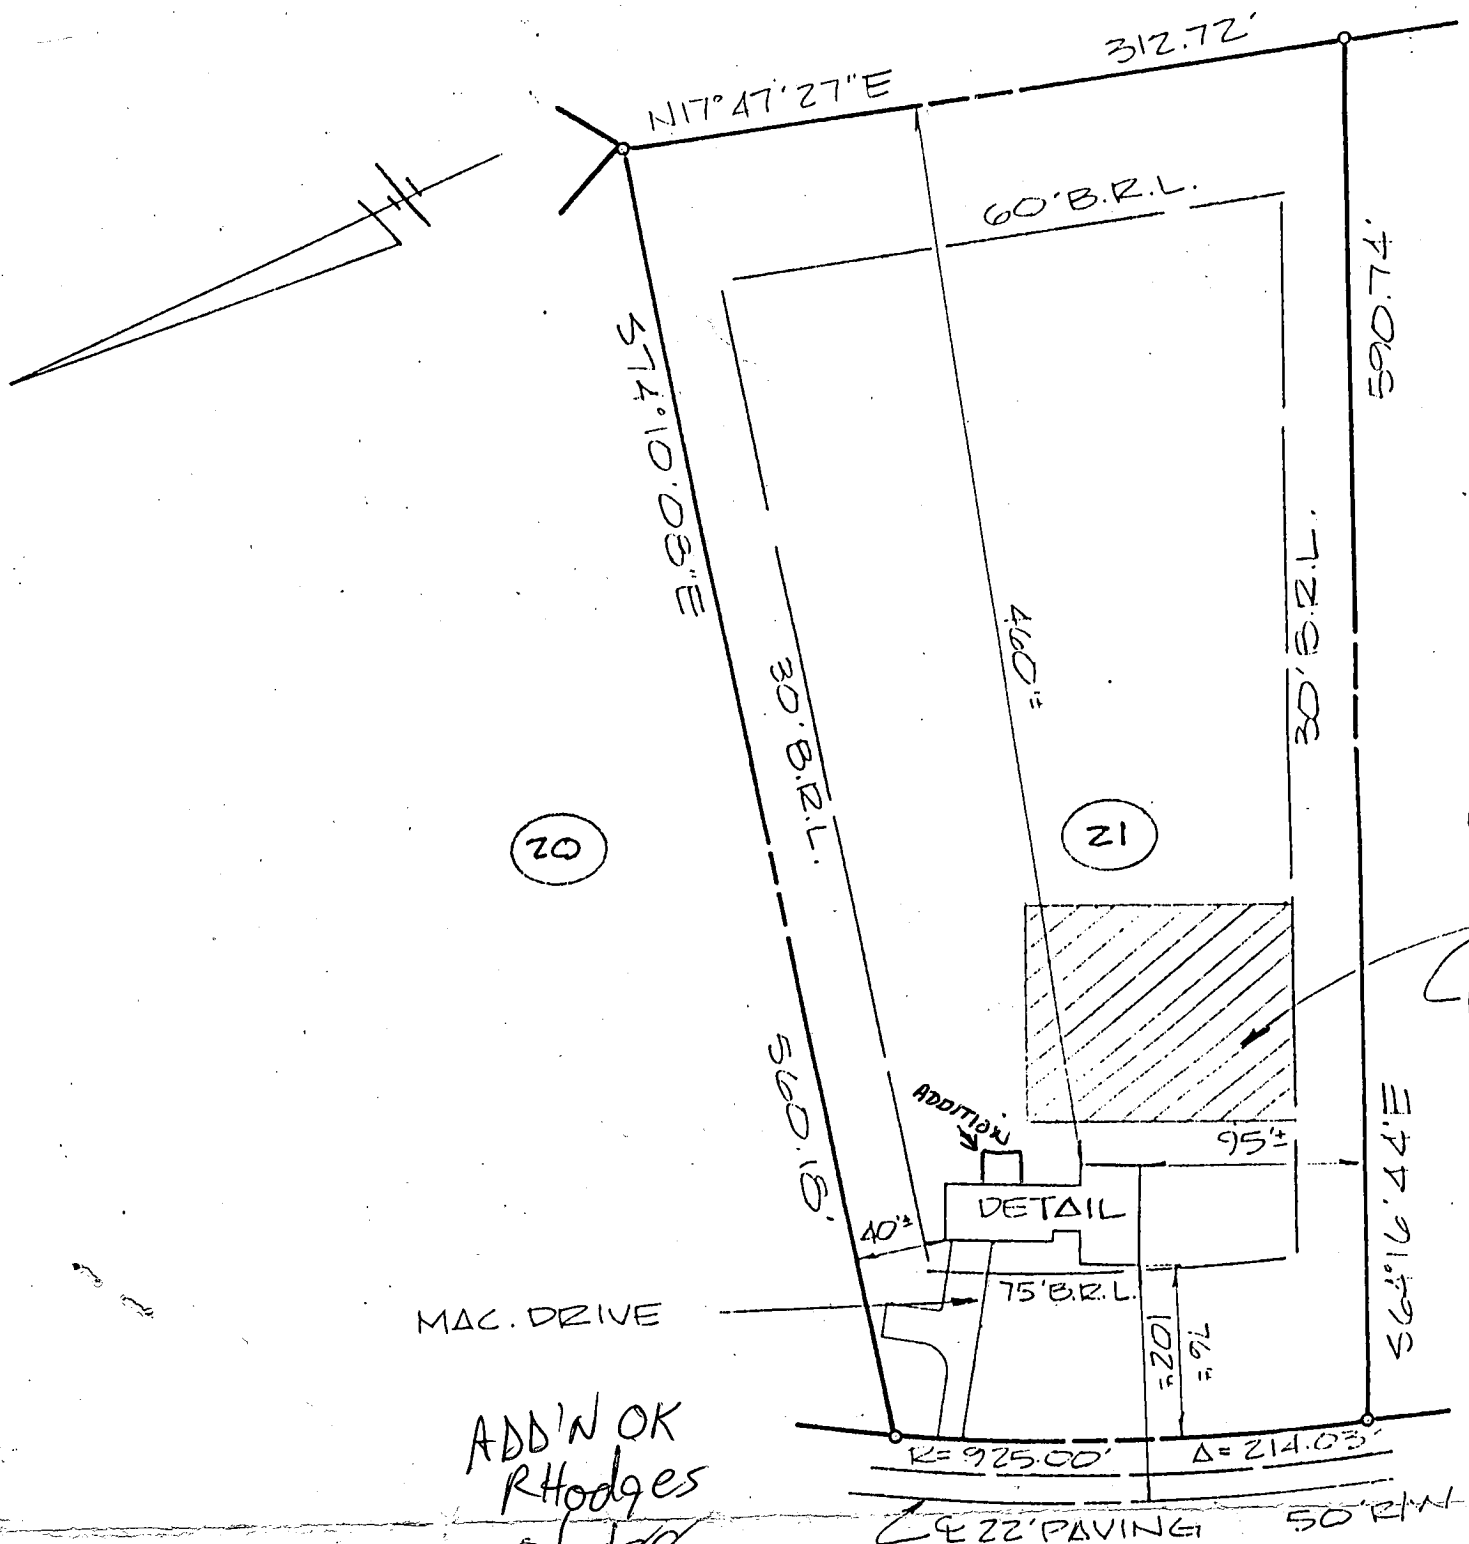 312.72'
N17°47'27"E
60'B.R.L.
590.74'
S74°10'08"E
30'B.R.L.
460'±
30'B.R.L.
20
21
560.18'
ADDITION
95'±
DETAIL
40'±
S64°16'44"E
75'B.R.L.
MAC. DRIVE
102'±
76'±
ADD'N OK
RHodges
R=925.00'
Δ=214.03'
℄ 22'PAVING
50'R/W